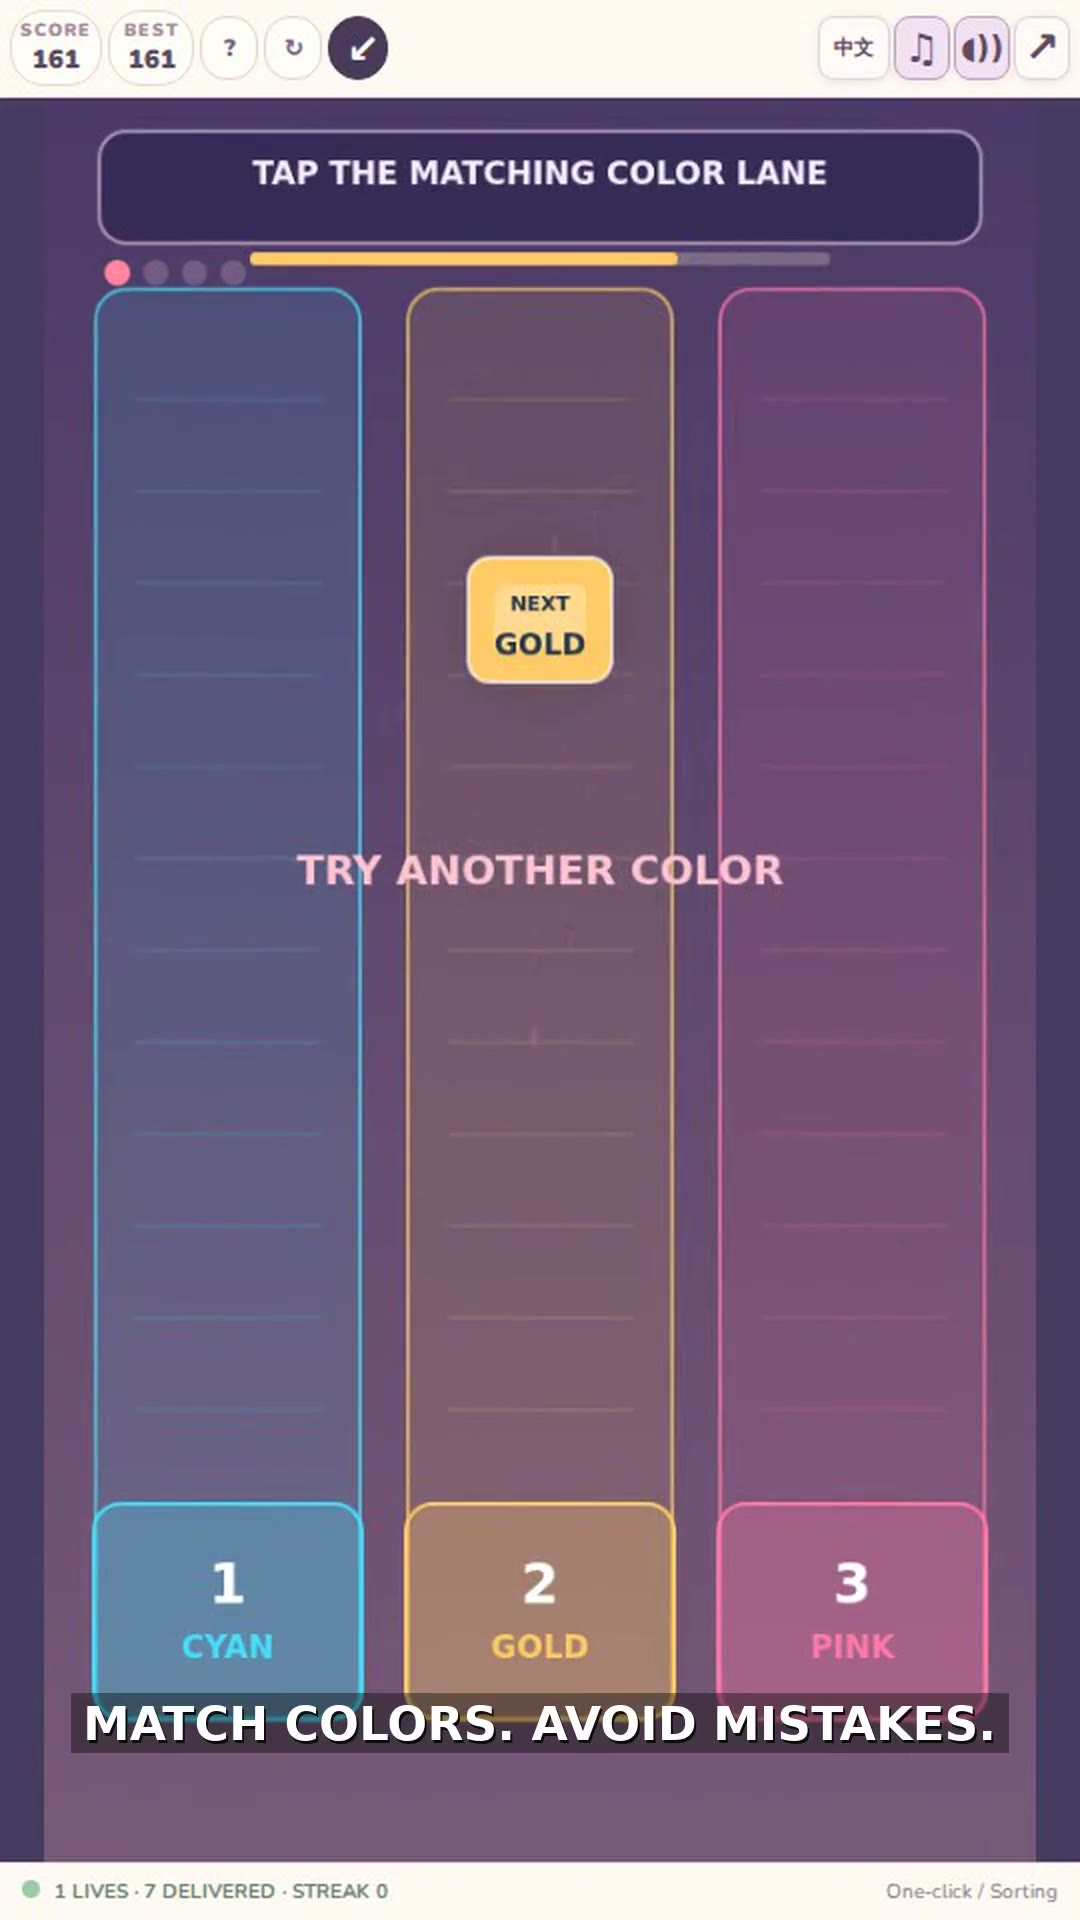 SCORE
161
BEST
161
?
↻
↙
中文
♫
↗
TAP THE MATCHING COLOR LANE
NEXT
GOLD
TRY ANOTHER COLOR
1
CYAN
2
GOLD
3
PINK
MATCH COLORS. AVOID MISTAKES.
1 LIVES · 7 DELIVERED · STREAK 0
One-click / Sorting